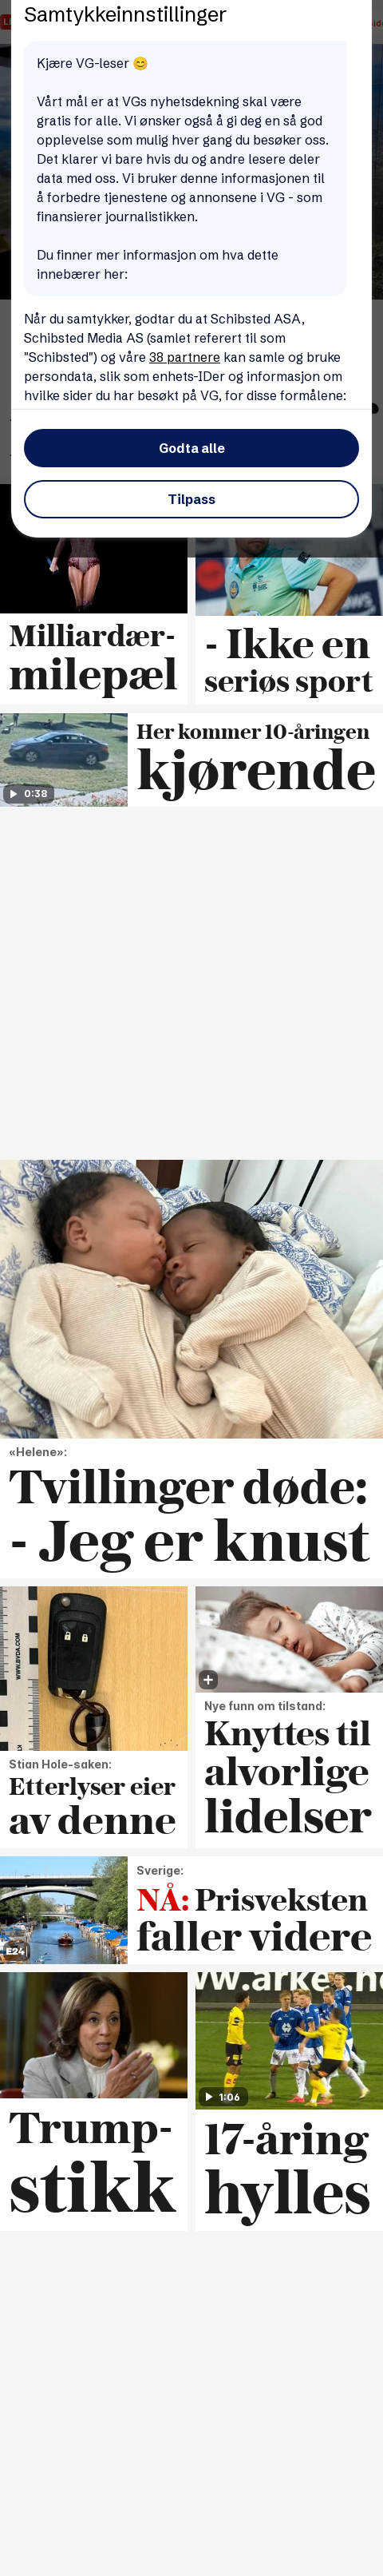 Samtykkeinnstillinger
Kjære VG-leser 😊
Vårt mål er at VGs nyhetsdekning skal være
gratis for alle. Vi ønsker også å gi deg en så god
opplevelse som mulig hver gang du besøker oss.
Det klarer vi bare hvis du og andre lesere deler
data med oss. Vi bruker denne informasjonen til
å forbedre tjenestene og annonsene i VG - som
finansierer journalistikken.
Du finner mer informasjon om hva dette
innebærer her:
Når du samtykker, godtar du at Schibsted ASA,
Schibsted Media AS (samlet referert til som
"Schibsted") og våre 38 partnere kan samle og bruke
persondata, slik som enhets-IDer og informasjon om
hvilke sider du har besøkt på VG, for disse formålene:
Godta alle
Tilpass
Milliardær-
milepæl
- Ikke en
seriøs sport
0:38
Her kommer 10-åringen
kjørende
«Helene»:
Tvillinger døde:
- Jeg er knust
WWW.BVDA.COM
Stian Hole-saken:
Etterlyser eier
av denne
Nye funn om tilstand:
Knyttes til
alvorlige
lidelser
E24
Sverige:
NÅ: Prisveksten
faller videre
Trump-
stikk
1:06
17-åring
hylles